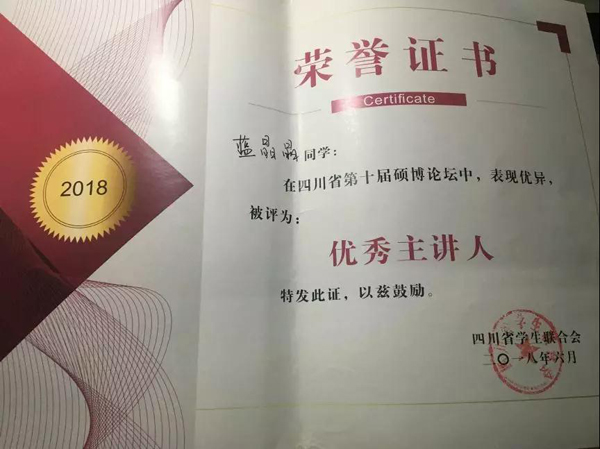 荣誉证书
Certificate
蓝晶晶同学:
2018
在四川省第十届硕博论坛中，表现优异，
被评为:
优秀主讲人
特发此证，以兹鼓励。
四川省学生联合会
二〇一八年六月